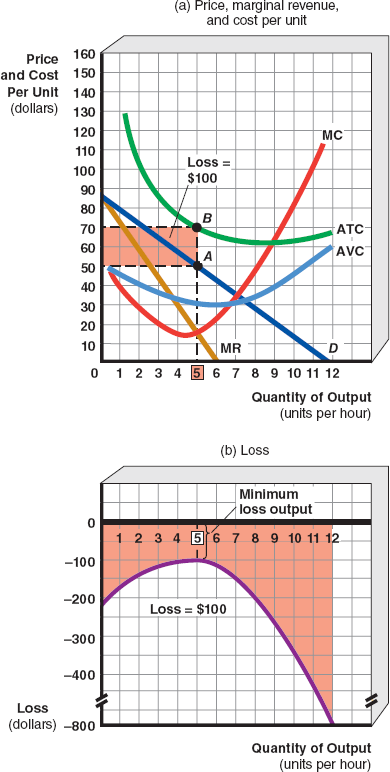 (a) Price, marginal revenue,
and cost per unit
Price
and Cost
Per Unit
(dollars)
160
150
140
130
120
110
100
90
80
70
60
50
40
30
20
10
0
1 2 3 4 5 6 7 8 9 10 11 12
MC
Loss =
$100
B
ATC
AVC
A
MR
D
Quantity of Output
(units per hour)
(b) Loss
Minimum
loss output
0
1 2 3 4 5 6 7 8 9 10 11 12
–100
–200
–300
–400
–800
Loss = $100
Loss
(dollars)
Quantity of Output
(units per hour)